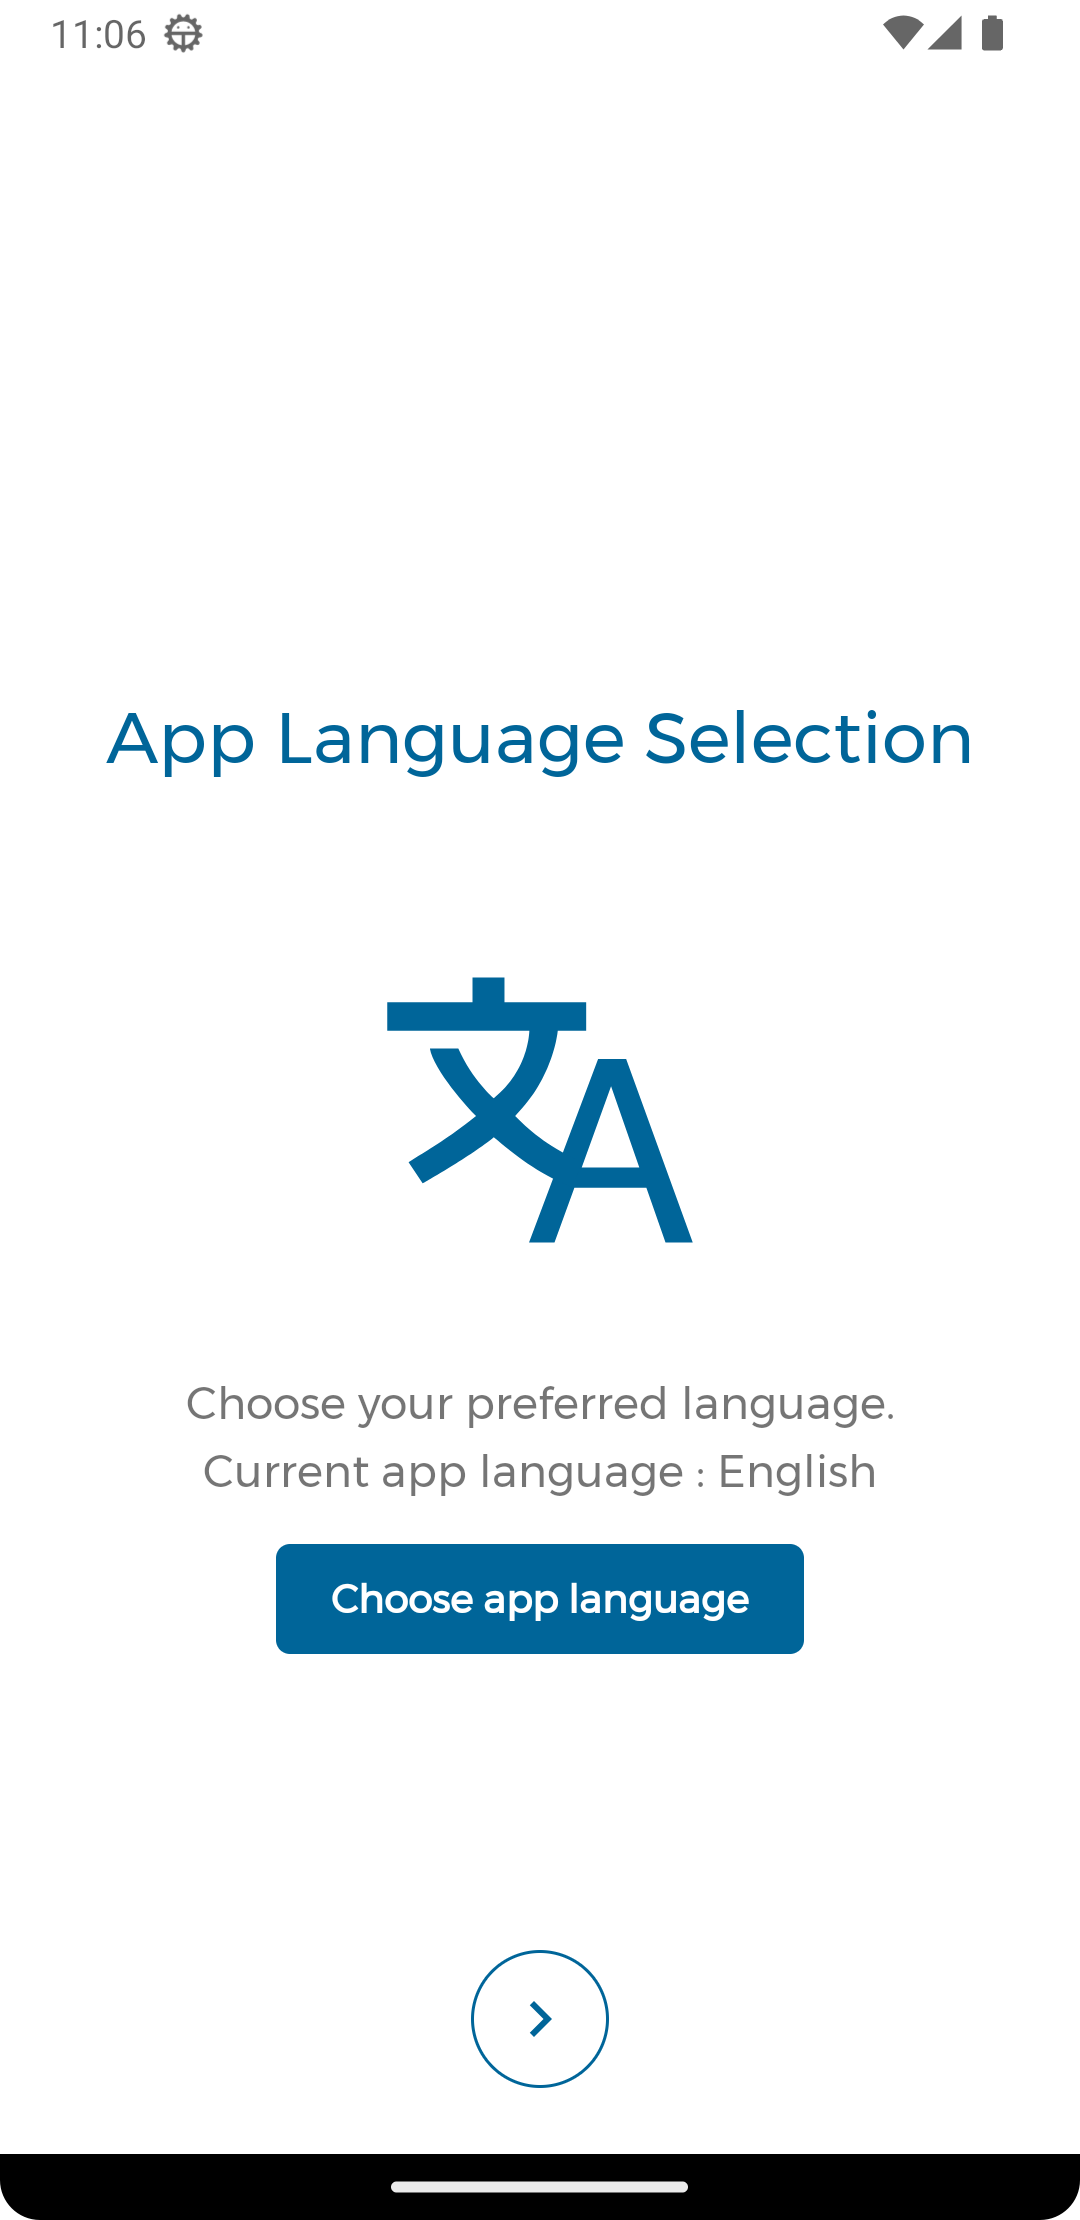 11:06
App Language Selection
文A
Choose your preferred language.
Current app language : English
Choose app language